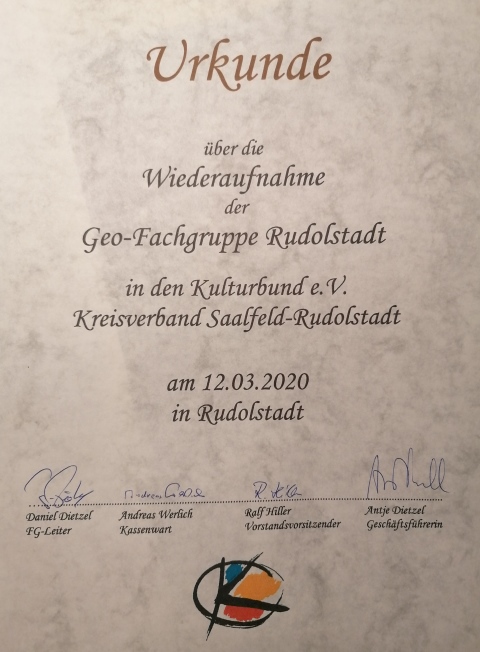 Urkunde
über die
Wiederaufnahme
der
Geo-Fachgruppe Rudolstadt
in den Kulturbund e.V.
Kreisverband Saalfeld-Rudolstadt
am 12.03.2020
in Rudolstadt
Daniel Dietzel Andreas Werlich Ralf Hiller Antje Dietzel
FG-Leiter Kassenwart Vorstandsvorsitzender Geschäftsführerin
K